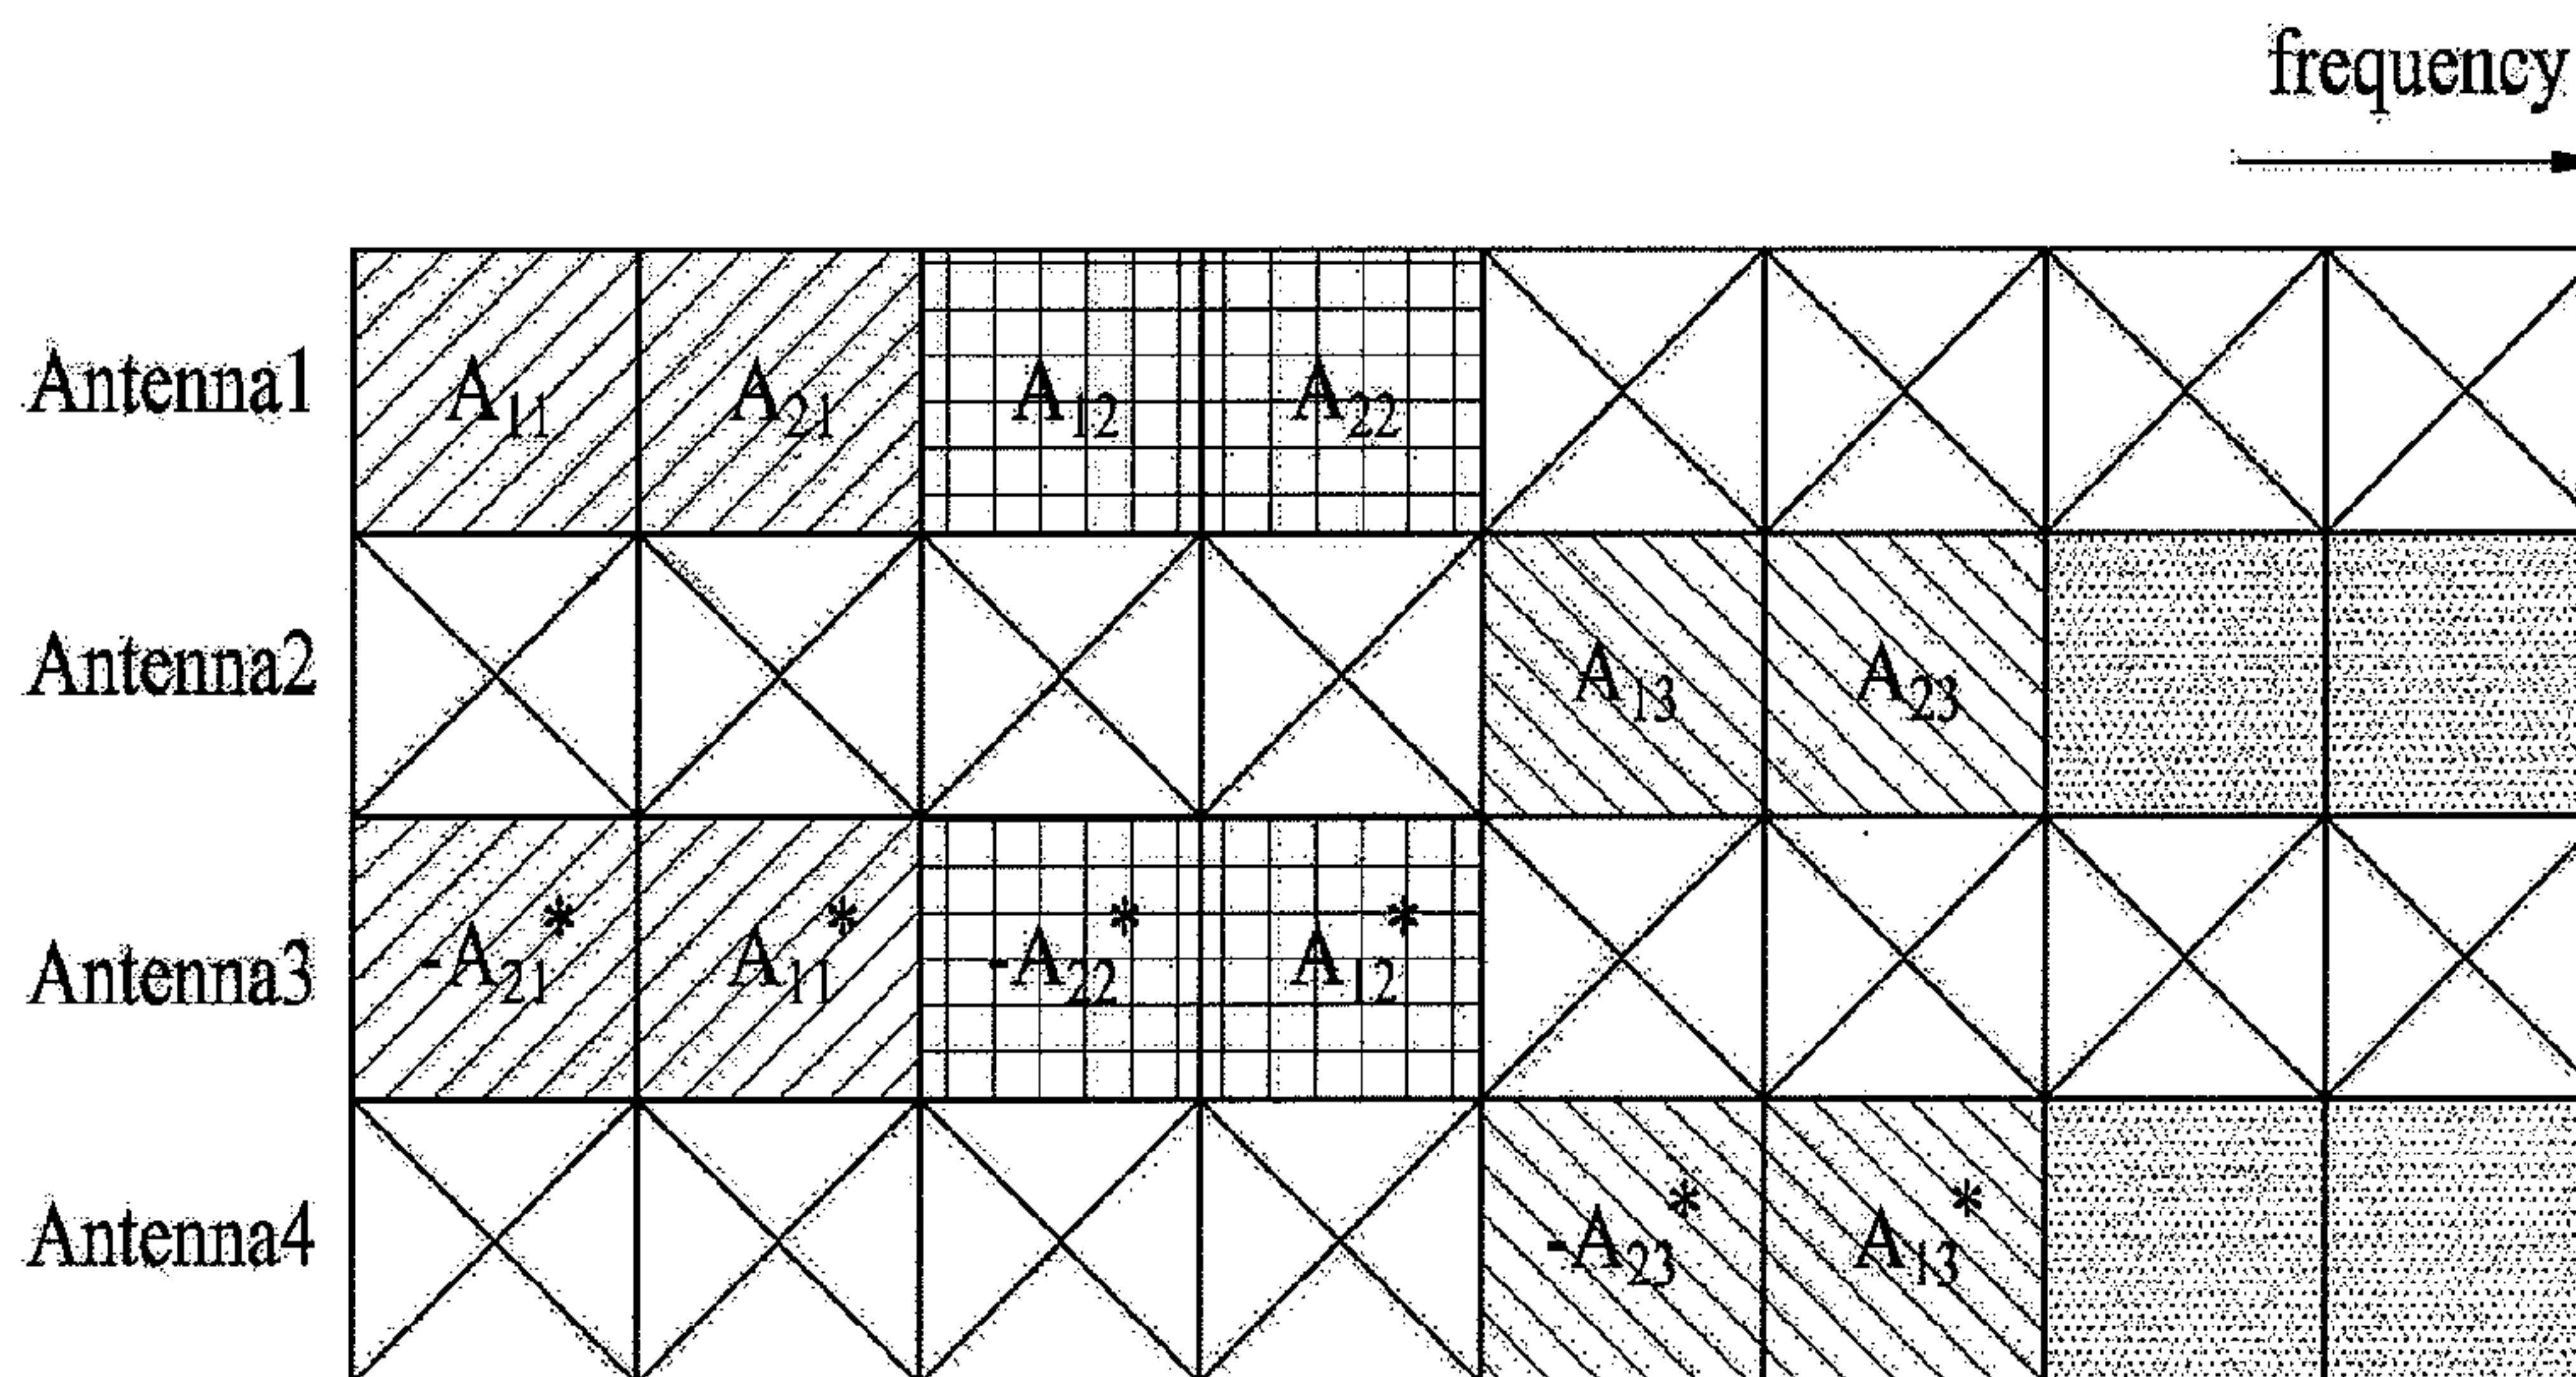 frequency
Antenna1 A11 A21 A12 A22
Antenna2 A13 A23
Antenna3 -A21* A11* -A22* A12*
Antenna4 -A23* A13*